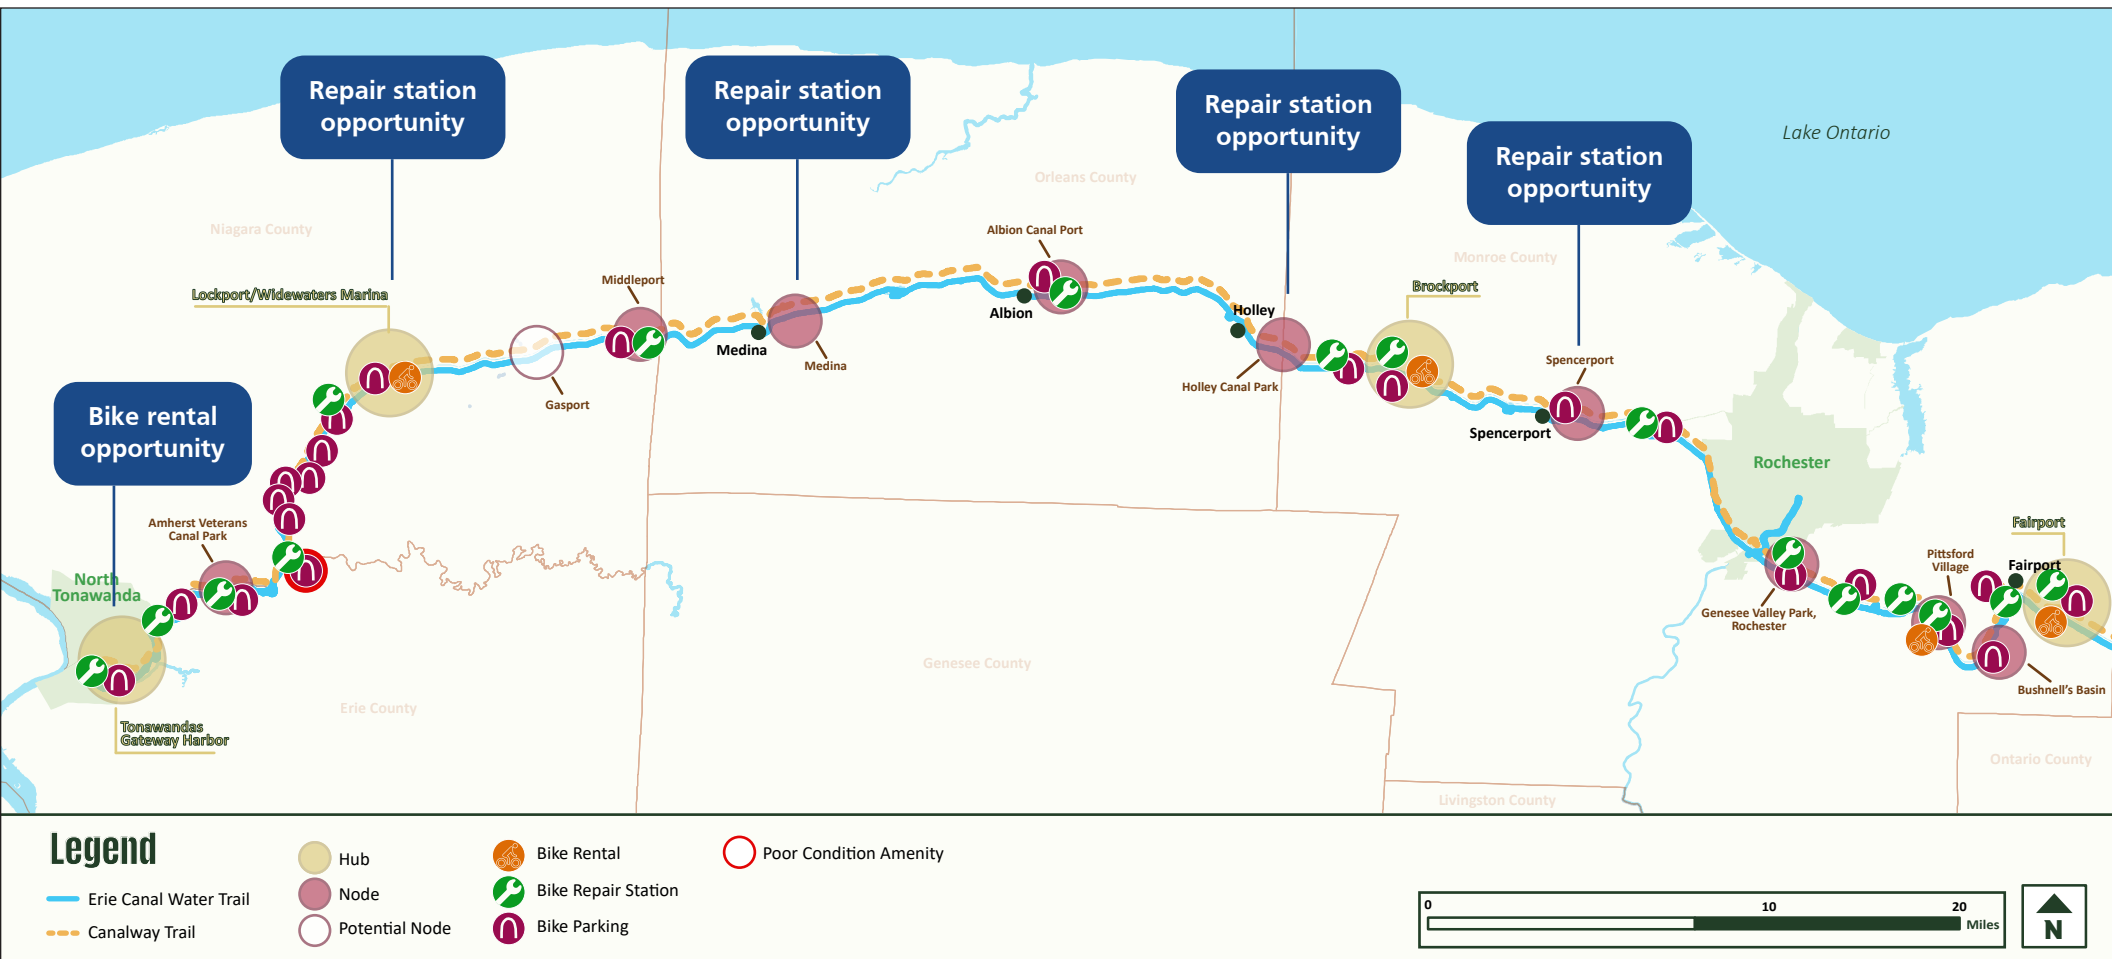 Repair station
opportunity
Repair station
opportunity
Repair station
opportunity
Repair station
opportunity
Lake Ontario
Orleans County
Niagara County
Albion Canal Port
Monroe County
Middleport
Lockport/Widewaters Marina
Brockport
Albion
Holley
Medina
Medina
Spencerport
Holley Canal Park
Gasport
Bike rental
opportunity
Spencerport
Rochester
Amherst Veterans
Canal Park
Fairport
Pittsford
Village
Fairport
North
Tonawanda
Genesee Valley Park,
Rochester
Genesee County
Bushnell's Basin
Erie County
Tonawandas
Gateway Harbor
Ontario County
Livingston County
Legend
Erie Canal Water Trail
Canalway Trail
Hub
Node
Potential Node
Bike Rental
Bike Repair Station
Bike Parking
Poor Condition Amenity
0 10 20
Miles
N